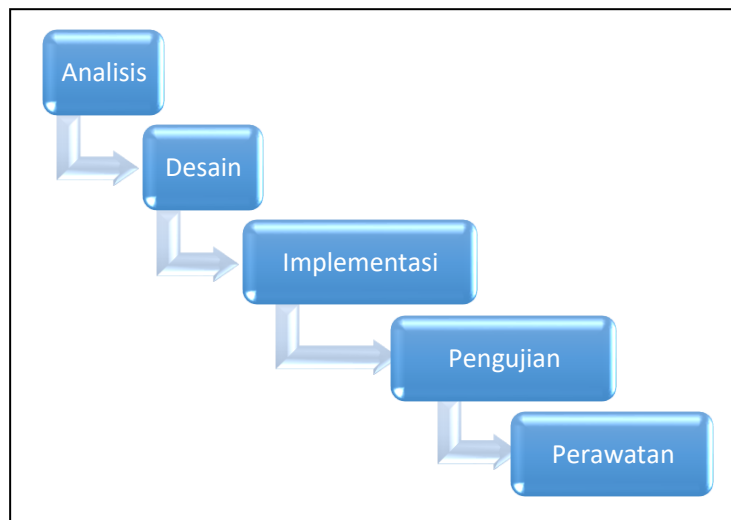 Analisis
Desain
Implementasi
Pengujian
Perawatan